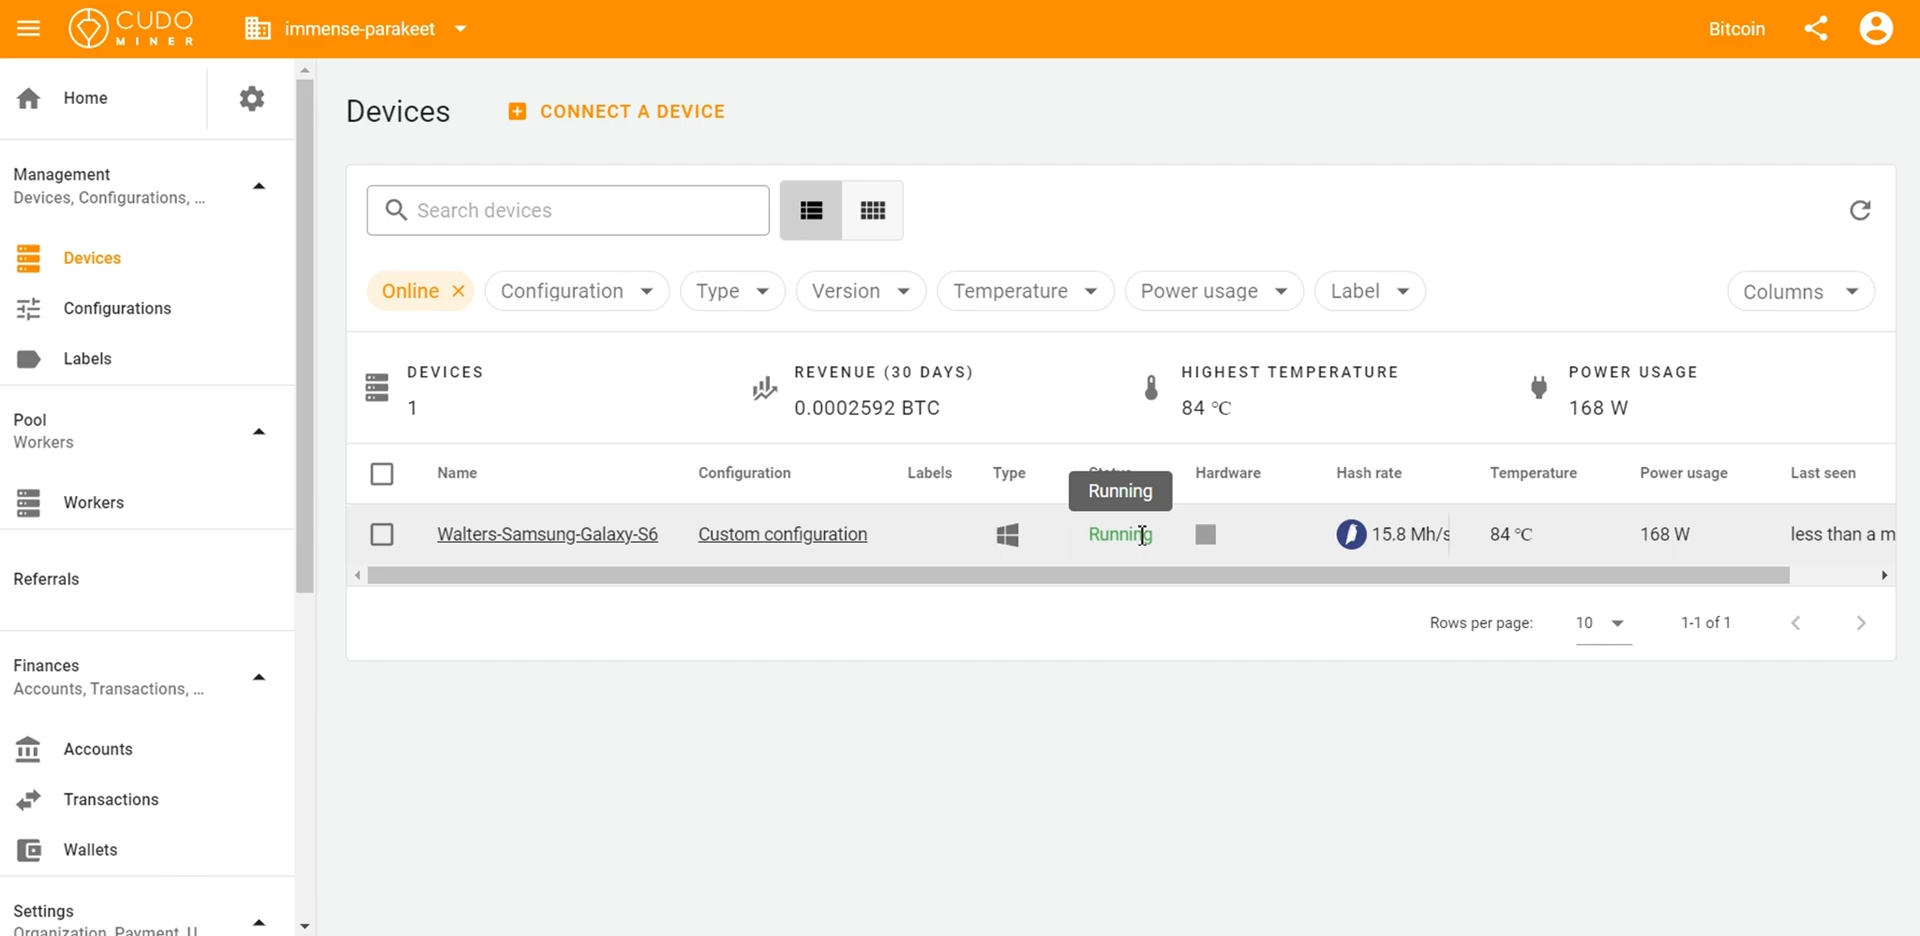 CUDO
MINER
immense-parakeet
Bitcoin
Home
Management
Devices, Configurations, ...
Devices
Configurations
Labels
Pool
Workers
Workers
Referrals
Finances
Accounts, Transactions, ...
Accounts
Transactions
Wallets
Settings
Organization, Payment, U
Devices
CONNECT A DEVICE
Search devices
Online Configuration Type Version Temperature Power usage Label Columns
DEVICES
1
REVENUE (30 DAYS)
0.0002592 BTC
HIGHEST TEMPERATURE
84 °C
POWER USAGE
168 W
Name Configuration Labels Type Status Hardware Hash rate Temperature Power usage Last seen
Running
Walters-Samsung-Galaxy-S6 Custom configuration Running 15.8 Mh/s 84 °C 168 W less than a m
Rows per page: 10 1-1 of 1